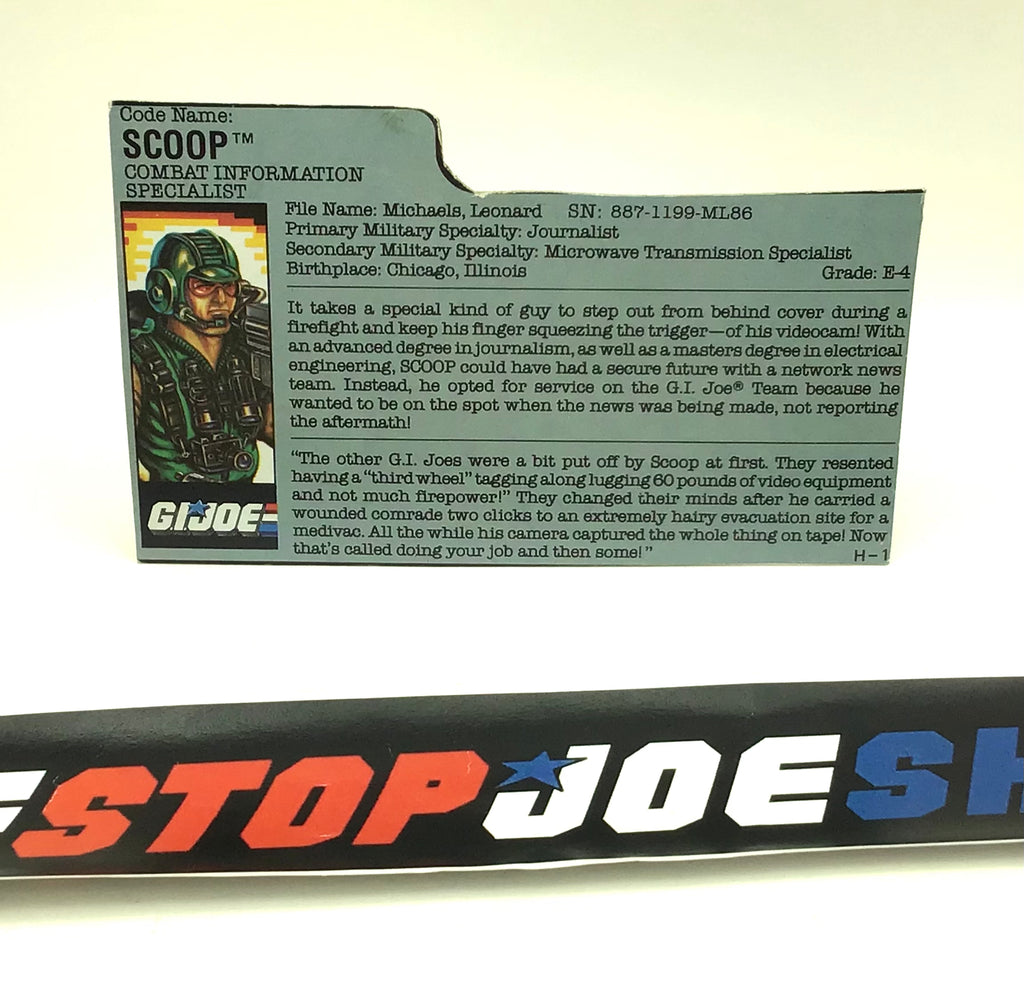 Code Name:
SCOOP™
COMBAT INFORMATION
SPECIALIST
File Name: Michaels, Leonard SN: 887-1199-ML86
Primary Military Specialty: Journalist
Secondary Military Specialty: Microwave Transmission Specialist
Birthplace: Chicago, Illinois Grade: E-4
It takes a special kind of guy to step out from behind cover during a
firefight and keep his finger squeezing the trigger—of his videocam! With
an advanced degree in journalism, as well as a masters degree in electrical
engineering, SCOOP could have had a secure future with a network news
team. Instead, he opted for service on the G.I. Joe® Team because he
wanted to be on the spot when the news was being made, not reporting
the aftermath!
"The other G.I. Joes were a bit put off by Scoop at first. They resented
having a "third wheel" tagging along lugging 60 pounds of video equipment
and not much firepower!" They changed their minds after he carried a
wounded comrade two clicks to an extremely hairy evacuation site for a
medivac. All the while his camera captured the whole thing on tape! Now
that's called doing your job and then some!"
H-1
GI JOE
STOP JOE SH